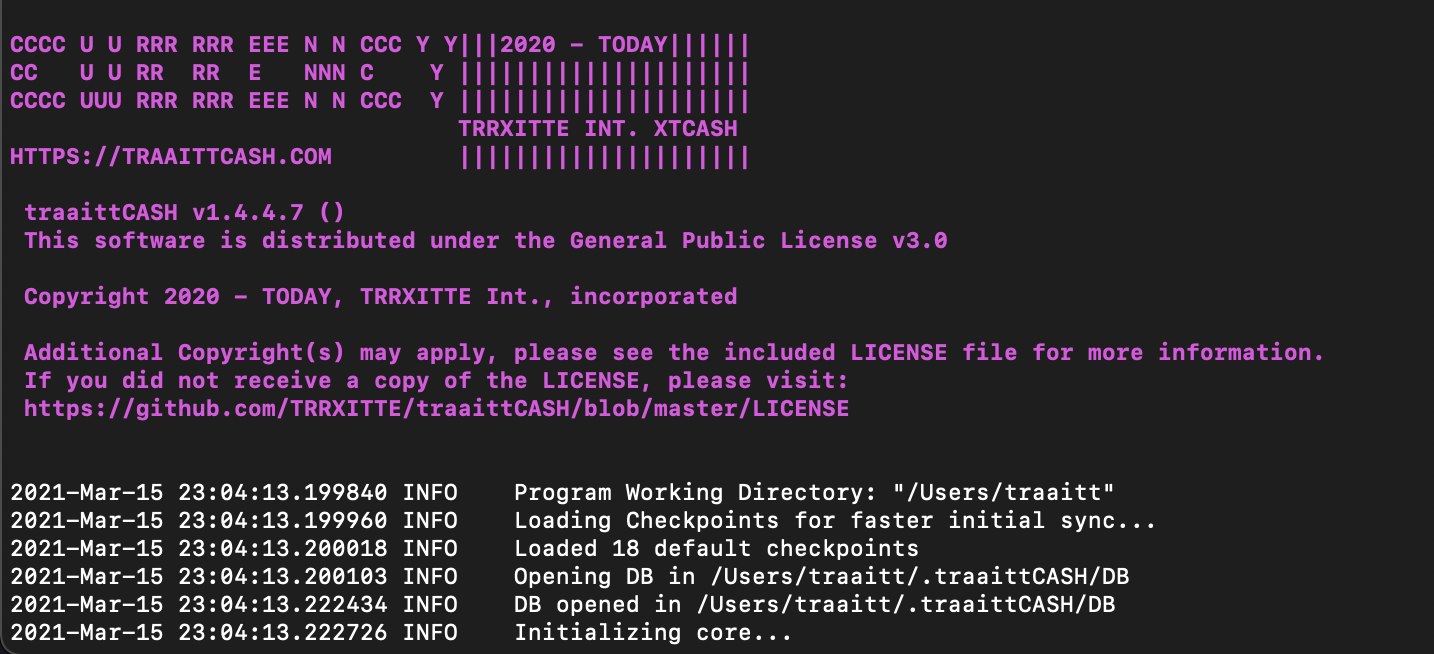 CCCC U U RRR RRR EEE N N CCC Y Y|||2020 – TODAY||||||
CC   U U RR  RR  E   NNN C    Y |||||||||||||||||||||
CCCC UUU RRR RRR EEE N N CCC  Y |||||||||||||||||||||
TRRXITTE INT. XTCASH
HTTPS://TRAAITTCASH.COM         |||||||||||||||||||||
traaittCASH v1.4.4.7 ()
This software is distributed under the General Public License v3.0
Copyright 2020 – TODAY, TRRXITTE Int., incorporated
Additional Copyright(s) may apply, please see the included LICENSE file for more information.
If you did not receive a copy of the LICENSE, please visit:
https://github.com/TRRXITTE/traaittCASH/blob/master/LICENSE
2021-Mar-15 23:04:13.199840 INFO    Program Working Directory: "/Users/traaitt"
2021-Mar-15 23:04:13.199960 INFO    Loading Checkpoints for faster initial sync...
2021-Mar-15 23:04:13.200018 INFO    Loaded 18 default checkpoints
2021-Mar-15 23:04:13.200103 INFO    Opening DB in /Users/traaitt/.traaittCASH/DB
2021-Mar-15 23:04:13.222434 INFO    DB opened in /Users/traaitt/.traaittCASH/DB
2021-Mar-15 23:04:13.222726 INFO    Initializing core...